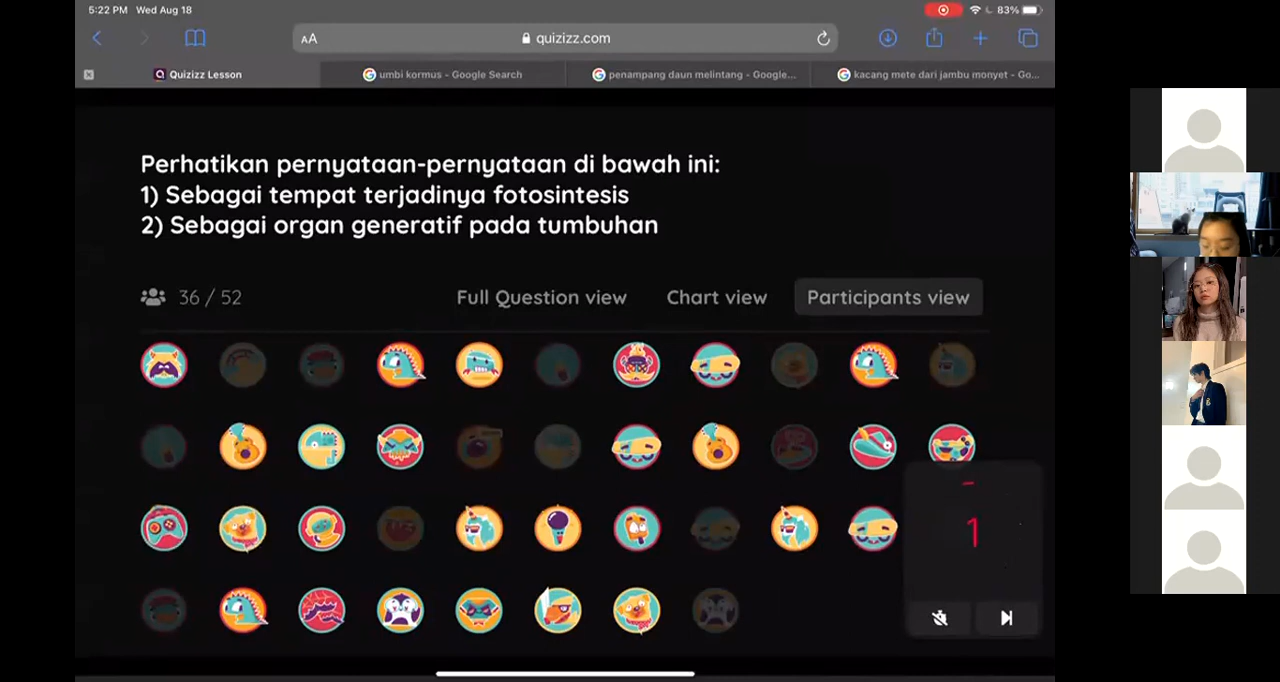 5:22 PM Wed Aug 18
83%
AA
quizizz.com
Quizizz Lesson
umbi kormus - Google Search
penampang daun melintang - Google...
kacang mete dari jambu monyet - Go...
Perhatikan pernyataan-pernyataan di bawah ini:
1) Sebagai tempat terjadinya fotosintesis
2) Sebagai organ generatif pada tumbuhan
36 / 52
Full Question view
Chart view
Participants view
1